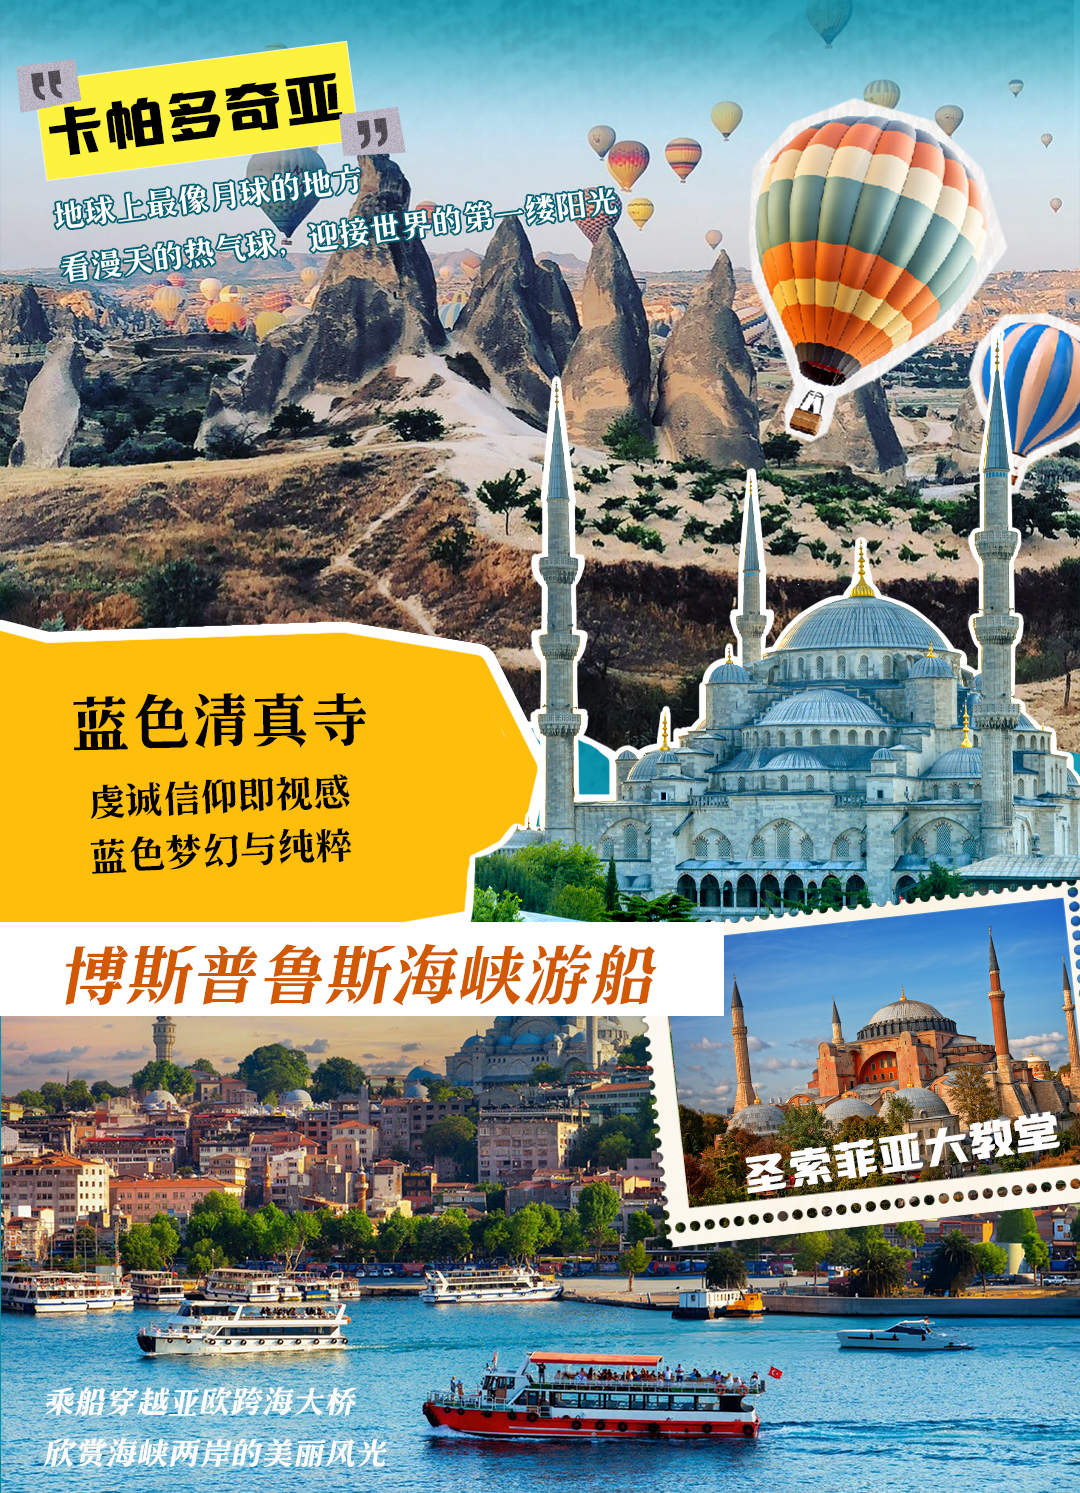 “卡帕多奇亚”
地球上最像月球的地方
看漫天的热气球，迎接世界的第一缕阳光
蓝色清真寺
虔诚信仰即视感
蓝色梦幻与纯粹
博斯普鲁斯海峡游船
圣索菲亚大教堂
乘船穿越亚欧跨海大桥
欣赏海峡两岸的美丽风光